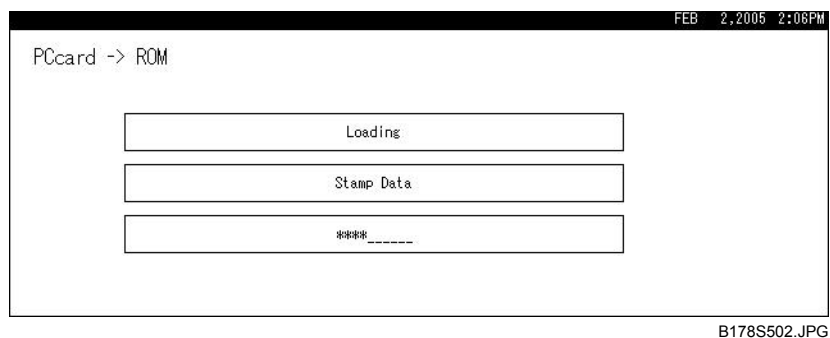 FEB 2,2005 2:06PM
PCcard -> ROM
Loading
Stamp Data
****______
B178S502.JPG